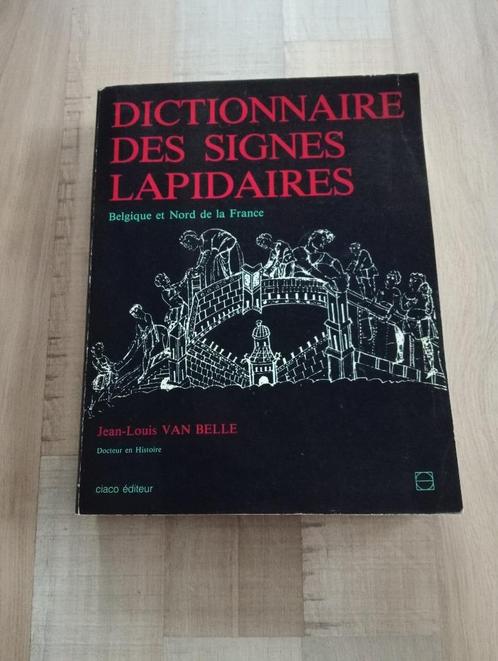 DICTIONNAIRE
DES SIGNES
LAPIDAIRES
Belgique et Nord de la France
Jean-Louis VAN BELLE
Docteur en Histoire
ciaco éditeur